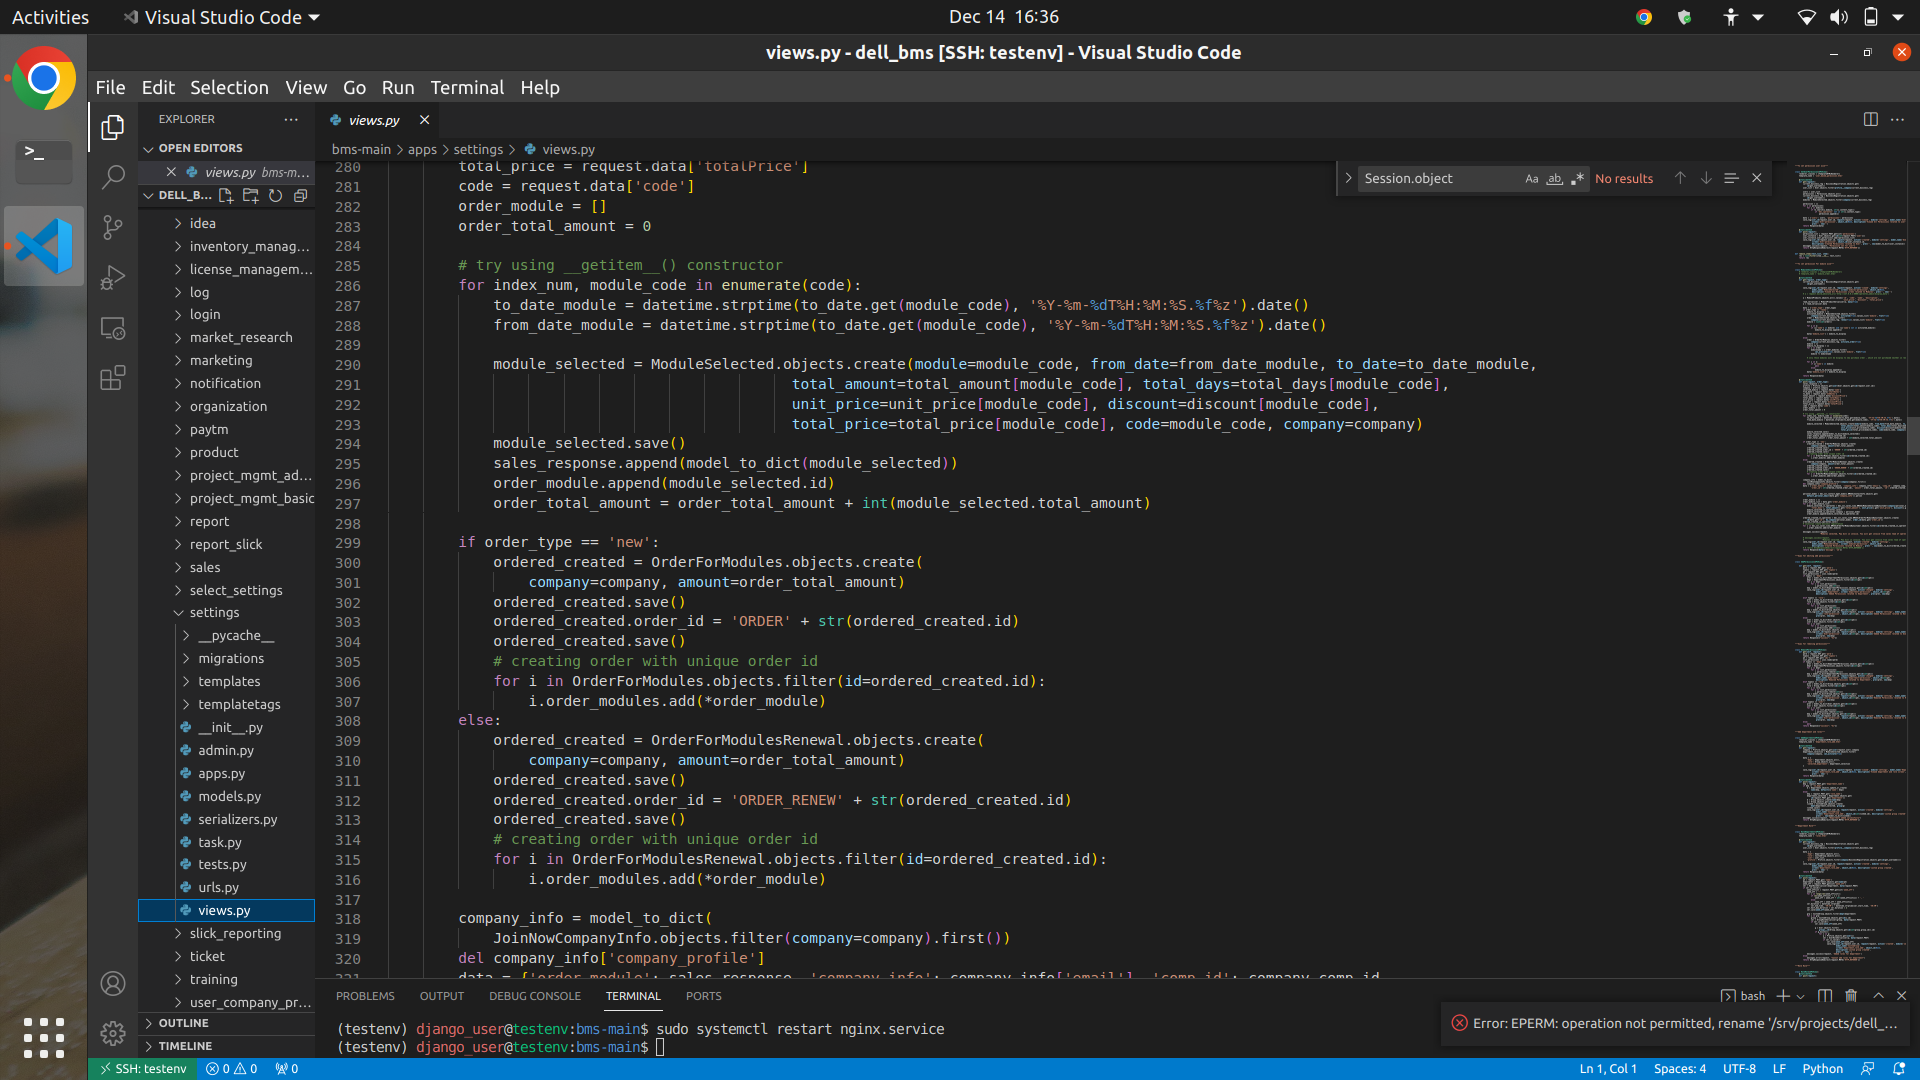 Activities
Visual Studio Code
Dec 14 16:36
views.py - dell_bms [SSH: testenv] - Visual Studio Code
File Edit Selection View Go Run Terminal Help
EXPLORER
OPEN EDITORS
views.py bms-m...
DELL_B...
idea
inventory_manag...
license_managem...
log
login
market_research
marketing
notification
organization
paytm
product
project_mgmt_ad...
project_mgmt_basic
report
report_slick
sales
select_settings
settings
__pycache__
migrations
templates
templatetags
__init__.py
admin.py
apps.py
models.py
serializers.py
task.py
tests.py
urls.py
views.py
slick_reporting
ticket
training
user_company_pr...
OUTLINE
TIMELINE
views.py
bms-main > apps > settings > views.py
Session.object
Aa ab .*
No results
280 total_price = request.data['totalPrice']
281 code = request.data['code']
282 order_module = []
283 order_total_amount = 0
284
285 # try using __getitem__() constructor
286 for index_num, module_code in enumerate(code):
287 to_date_module = datetime.strptime(to_date.get(module_code), '%Y-%m-%dT%H:%M:%S.%f%z').date()
288 from_date_module = datetime.strptime(to_date.get(module_code), '%Y-%m-%dT%H:%M:%S.%f%z').date()
289
290 module_selected = ModuleSelected.objects.create(module=module_code, from_date=from_date_module, to_date=to_date_module,
291 total_amount=total_amount[module_code], total_days=total_days[module_code],
292 unit_price=unit_price[module_code], discount=discount[module_code],
293 total_price=total_price[module_code], code=module_code, company=company)
294 module_selected.save()
295 sales_response.append(model_to_dict(module_selected))
296 order_module.append(module_selected.id)
297 order_total_amount = order_total_amount + int(module_selected.total_amount)
298
299 if order_type == 'new':
300 ordered_created = OrderForModules.objects.create(
301 company=company, amount=order_total_amount)
302 ordered_created.save()
303 ordered_created.order_id = 'ORDER' + str(ordered_created.id)
304 ordered_created.save()
305 # creating order with unique order id
306 for i in OrderForModules.objects.filter(id=ordered_created.id):
307 i.order_modules.add(*order_module)
308 else:
309 ordered_created = OrderForModulesRenewal.objects.create(
310 company=company, amount=order_total_amount)
311 ordered_created.save()
312 ordered_created.order_id = 'ORDER_RENEW' + str(ordered_created.id)
313 ordered_created.save()
314 # creating order with unique order id
315 for i in OrderForModulesRenewal.objects.filter(id=ordered_created.id):
316 i.order_modules.add(*order_module)
317
318 company_info = model_to_dict(
319 JoinNowCompanyInfo.objects.filter(company=company).first())
320 del company_info['company_profile']
321 data = {'order_module': sales_response, 'company_info': company_info['email'], 'comp_id': company.comp_id,
PROBLEMS OUTPUT DEBUG CONSOLE TERMINAL PORTS
bash
(testenv) django_user@testenv:bms-main$ sudo systemctl restart nginx.service
(testenv) django_user@testenv:bms-main$
Error: EPERM: operation not permitted, rename '/srv/projects/dell_...
SSH: testenv
0 0
0
Ln 1, Col 1
Spaces: 4
UTF-8
LF
Python